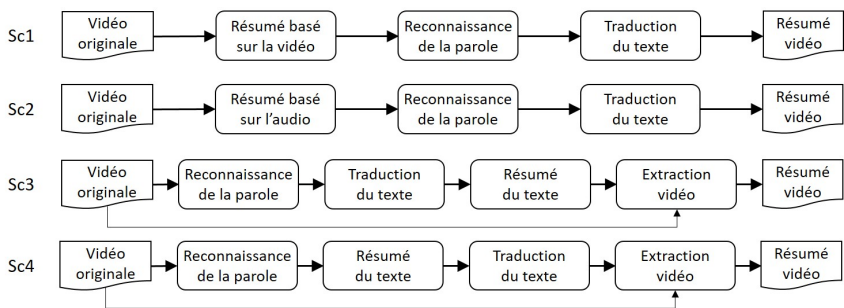 Sc1
Vidéo
originale
Résumé basé
sur la vidéo
Reconnaissance
de la parole
Traduction
du texte
Résumé
vidéo
Sc2
Vidéo
originale
Résumé basé
sur l'audio
Reconnaissance
de la parole
Traduction
du texte
Résumé
vidéo
Sc3
Vidéo
originale
Reconnaissance
de la parole
Traduction
du texte
Résumé
du texte
Extraction
vidéo
Résumé
vidéo
Sc4
Vidéo
originale
Reconnaissance
de la parole
Résumé
du texte
Traduction
du texte
Extraction
vidéo
Résumé
vidéo